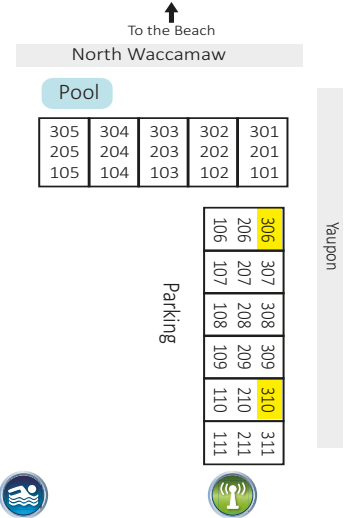 To the Beach
North Waccamaw
Pool
305 304 303 302 301
205 204 203 202 201
105 104 103 102 101
106 206 306
107 207 307
108 208 308
109 209 309
110 210 310
111 211 311
Parking
Yaupon